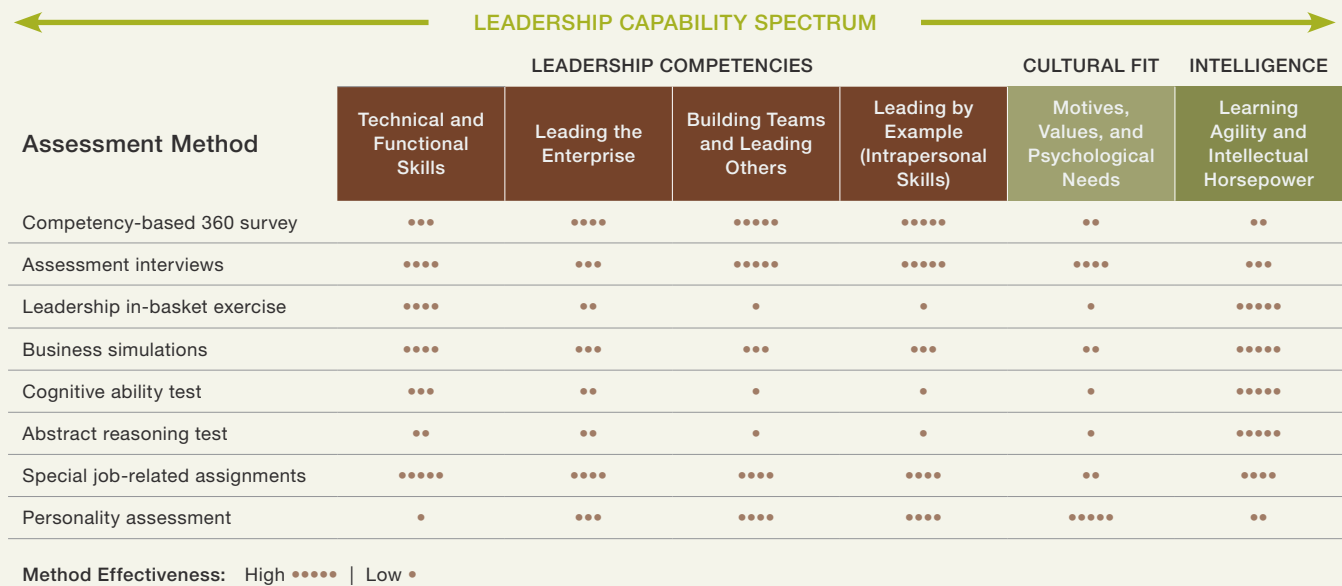 LEADERSHIP CAPABILITY SPECTRUM
LEADERSHIP COMPETENCIES CULTURAL FIT INTELLIGENCE
Assessment Method
Technical and
Functional
Skills
Leading the
Enterprise
Building Teams
and Leading
Others
Leading by
Example
(Intrapersonal
Skills)
Motives,
Values, and
Psychological
Needs
Learning
Agility and
Intellectual
Horsepower
Competency-based 360 survey ••• •••• ••••• ••••• •• ••
Assessment interviews •••• ••• ••••• ••••• •••• •••
Leadership in-basket exercise •••• •• • • • •••••
Business simulations •••• ••• ••• ••• •• •••••
Cognitive ability test ••• •• • • • •••••
Abstract reasoning test •• •• • • • •••••
Special job-related assignments ••••• •••• •••• •••• •• ••••
Personality assessment • ••• •••• •••• ••••• ••
Method Effectiveness: High ••••• | Low •